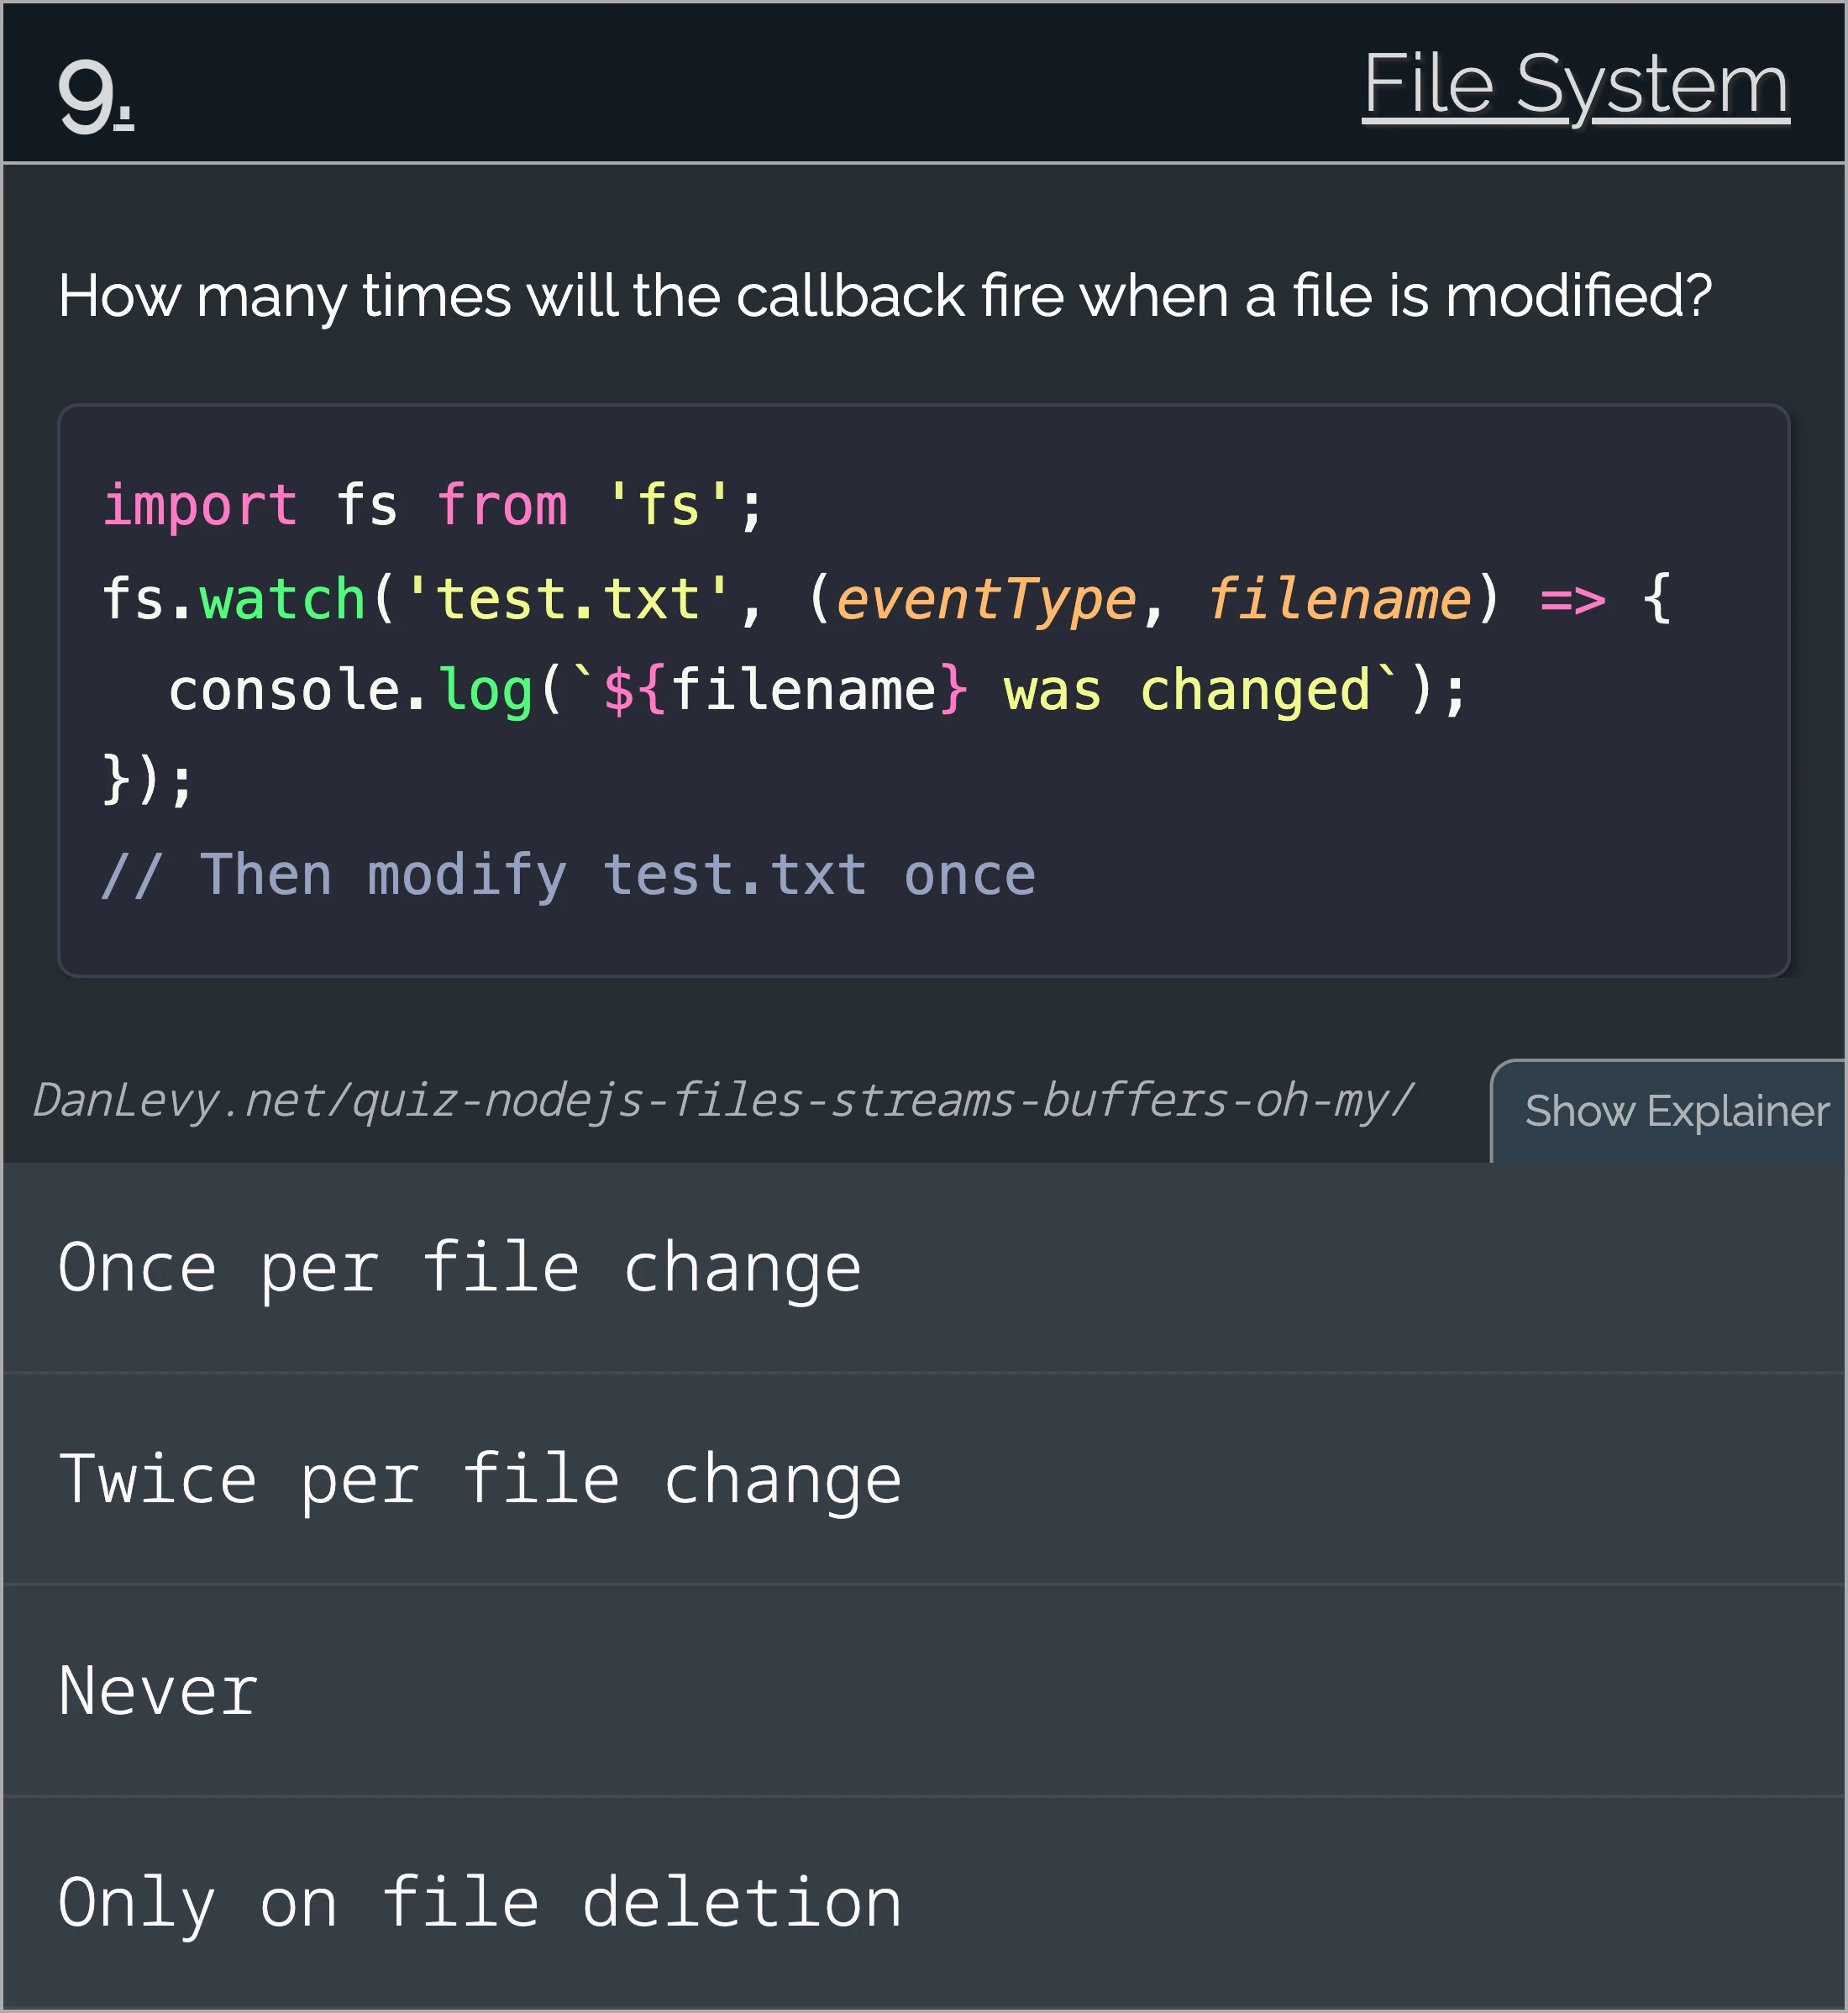 9.
File System
How many times will the callback fire when a file is modified?
import fs from 'fs';
fs.watch('test.txt', (eventType, filename) => {
  console.log(`${filename} was changed`);
});
// Then modify test.txt once
DanLevy.net/quiz-nodejs-files-streams-buffers-oh-my/
Show Explainer
Once per file change
Twice per file change
Never
Only on file deletion